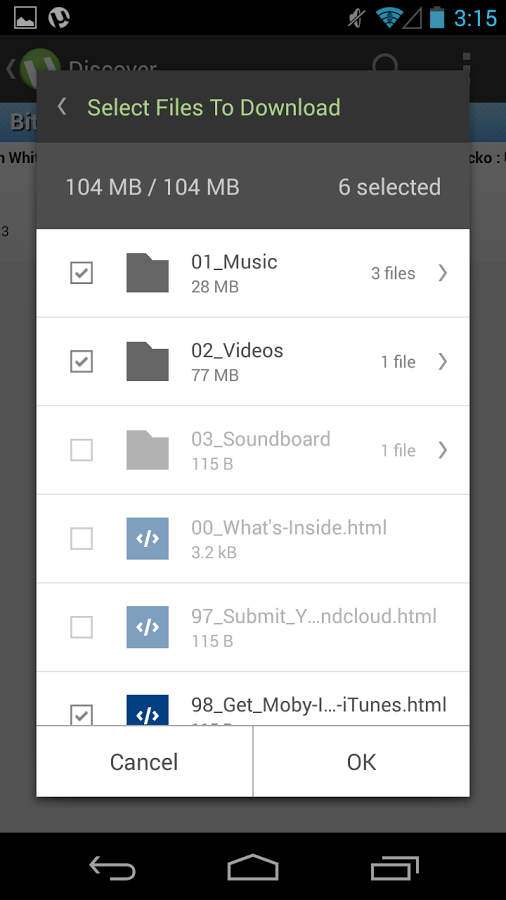 3:15
Discover
Bit
n Whit
cko : U
3
Select Files To Download
104 MB / 104 MB 6 selected
01_Music
28 MB
3 files
02_Videos
77 MB
1 file
03_Soundboard
115 B
1 file
00_What's-Inside.html
3.2 kB
97_Submit_Y...ndcloud.html
115 B
98_Get_Moby-I...-iTunes.html
115 B
Cancel OK